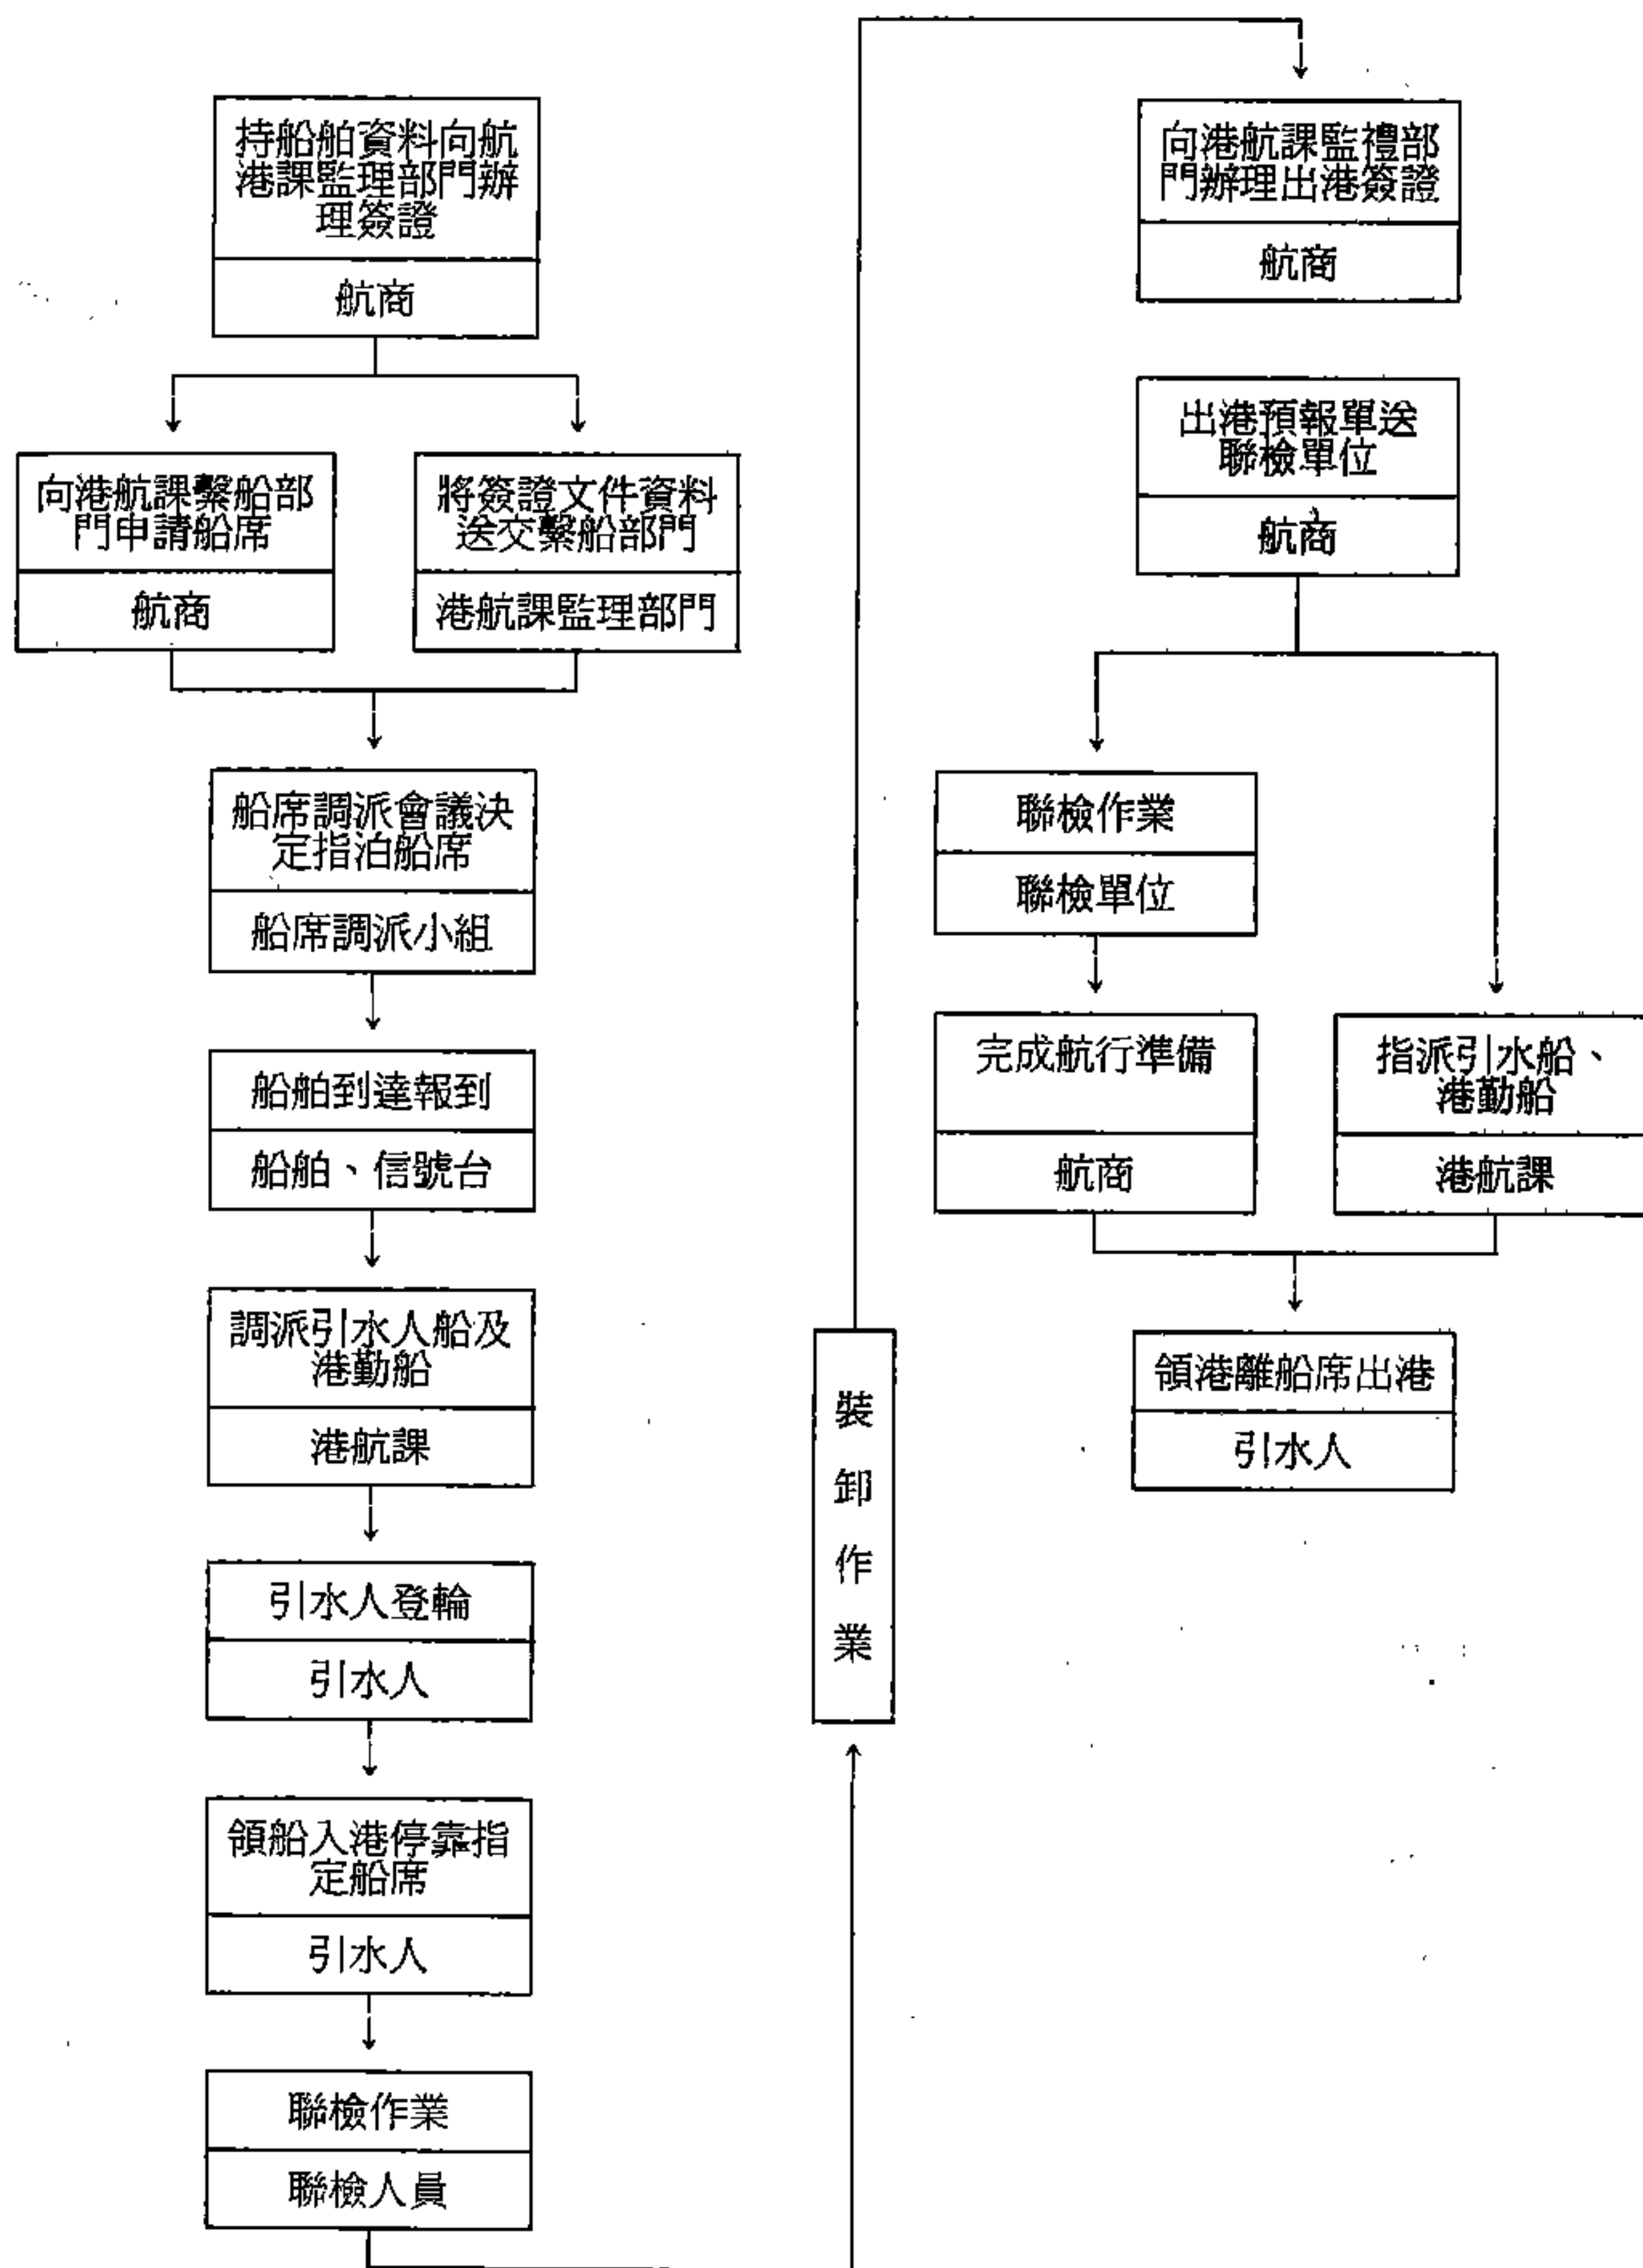 持船舶資料向航
港課監理部門辦
理簽證
航商
向港航課繫船部
門申請船席
航商
將簽證文件資料
送交繫船部門
港航課監理部門
船席調派會議決
定指泊船席
船席調派小組
船舶到達報到
船舶、信號台
調派引水人船及
港勤船
港航課
引水人登輪
引水人
領船入港停靠指
定船席
引水人
聯檢作業
聯檢人員
裝
卸
作
業
向港航課監禮部
門辦理出港簽證
航商
出港預報單送
聯檢單位
航商
聯檢作業
聯檢單位
完成航行準備
航商
指派引水船、
港勤船
港航課
領港離船席出港
引水人